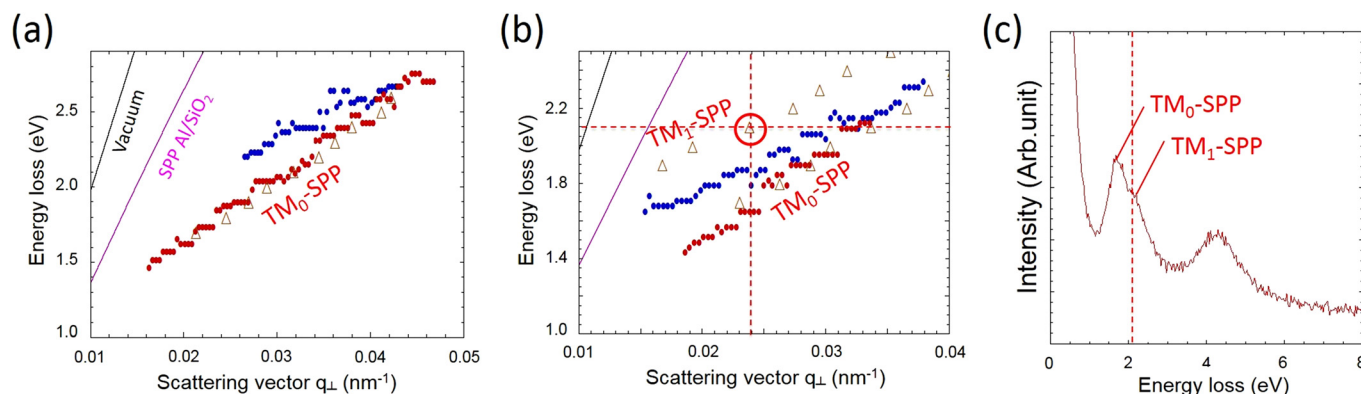 (a)
Energy loss (eV)
2.5
2.0
1.5
1.0
0.01
0.02
0.03
0.04
0.05
Scattering vector q⊥ (nm⁻¹)
Vacuum
SPP Al/SiO₂
TM₀-SPP
(b)
Energy loss (eV)
2.2
1.8
1.4
1.0
0.01
0.02
0.03
0.04
Scattering vector q⊥ (nm⁻¹)
TM₁-SPP
TM₀-SPP
(c)
Intensity (Arb.unit)
TM₀-SPP
TM₁-SPP
0
2
4
6
8
Energy loss (eV)